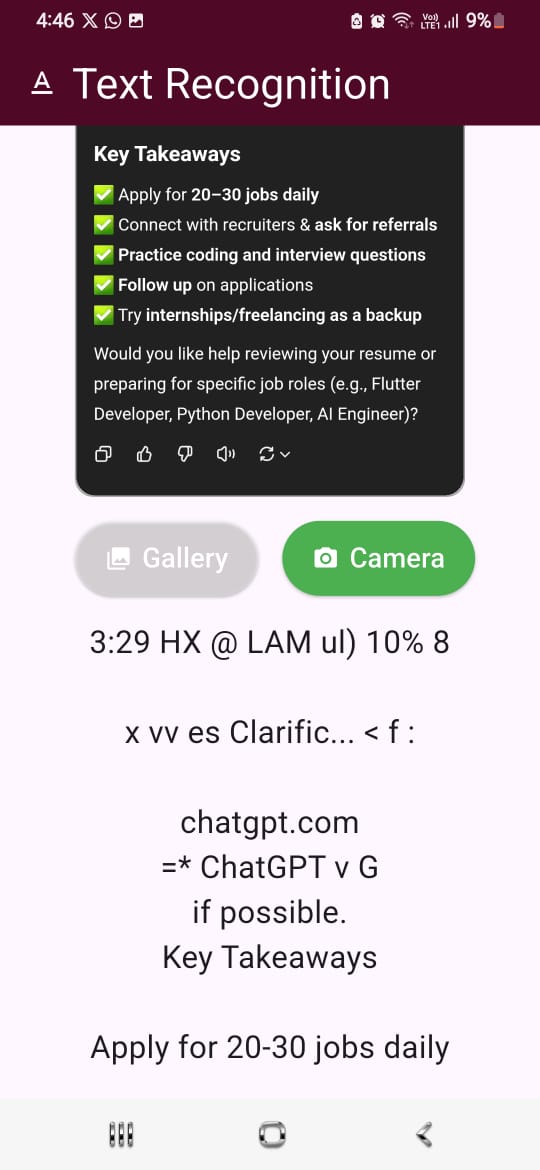 4:46
Vo))
LTE1
9%
A Text Recognition
Key Takeaways
✅ Apply for 20–30 jobs daily
✅ Connect with recruiters & ask for referrals
✅ Practice coding and interview questions
✅ Follow up on applications
✅ Try internships/freelancing as a backup
Would you like help reviewing your resume or
preparing for specific job roles (e.g., Flutter
Developer, Python Developer, AI Engineer)?
Gallery
Camera
3:29 HX @ LAM ul) 10% 8
x vv es Clarific... < f :
chatgpt.com
=* ChatGPT v G
if possible.
Key Takeaways
Apply for 20-30 jobs daily